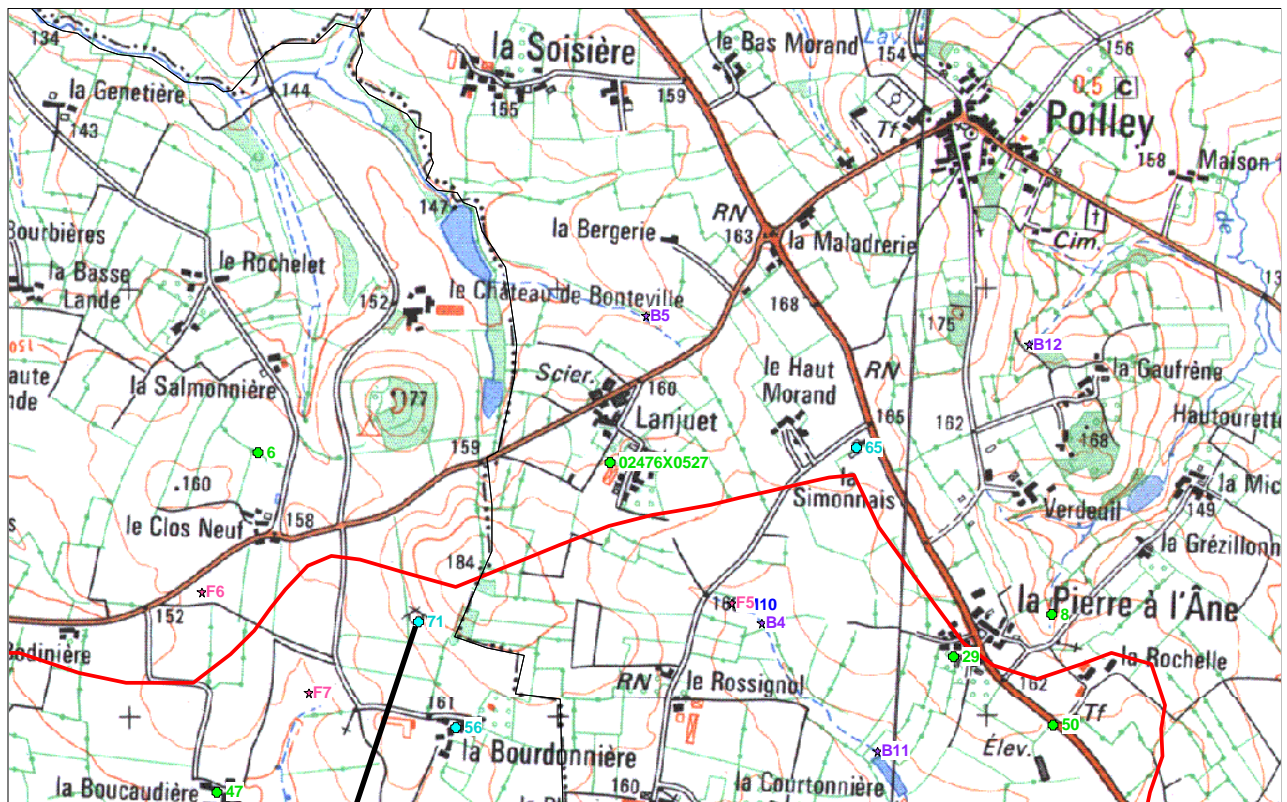 134
la Genetière
143
144
la Soisière
155
159
le Bas Morand
Lav.
154
156
0.5
C
Tf
Poilley
158
Maison
de
Cim.
147
RN
163
la Bergerie
la Maladrerie
Bourbières
la Basse
Lande
le Rochelet
152
le Château de Bonteville
B5
168
175
B12
150
la Salmonnière
177
Scier.
160
Lanjuet
le Haut
Morand
RN
165
162
la Gaufrène
Hautourette
168
159
6
02476X0527
65
la
Simonnais
160
le Clos Neuf
158
Verdeuil
la Mic
149
la Grézillonn
184
F6
152
F5
I10
B4
71
la Pierre à l'Âne
8
29
la Rochelle
162
Bodinière
F7
RN
le Rossignol
161
56
la Bourdonnière
50
Tf
Élev.
B11
la Boucaudière
47
160
la Courtonnière